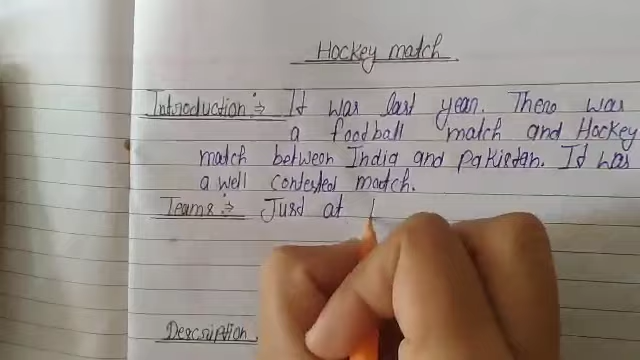 Hockey match
Introduction :→ It was last year. There was
a football match and Hockey
match between India and Pakistan. It was
a well contested match.
Teams :→ Just at
Description